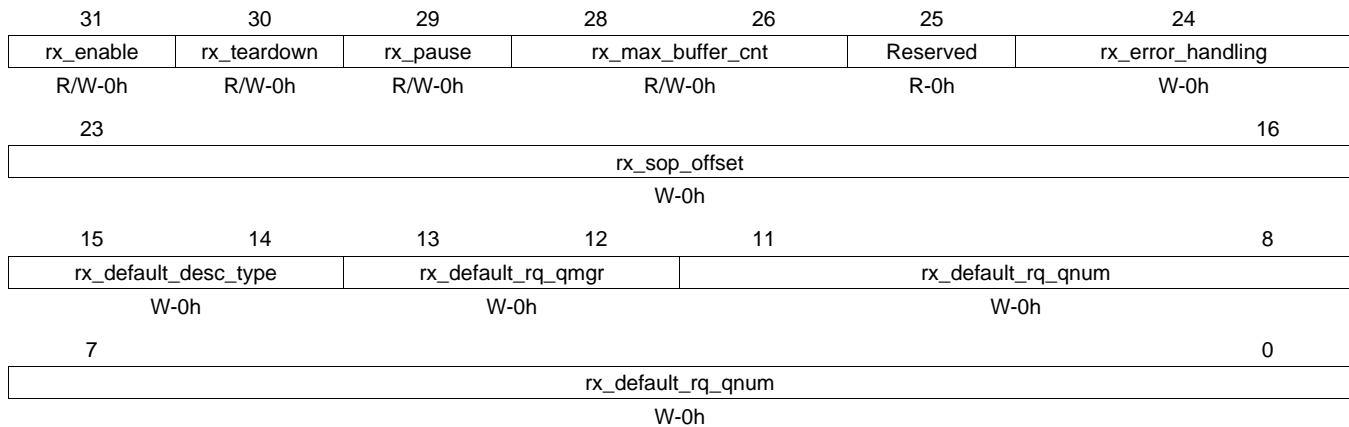 31 30 29 28 26 25 24
rx_enable rx_teardown rx_pause rx_max_buffer_cnt Reserved rx_error_handling
R/W-0h R/W-0h R/W-0h R/W-0h R-0h W-0h
23 16
rx_sop_offset
W-0h
15 14 13 12 11 8
rx_default_desc_type rx_default_rq_qmgr rx_default_rq_qnum
W-0h W-0h W-0h
7 0
rx_default_rq_qnum
W-0h